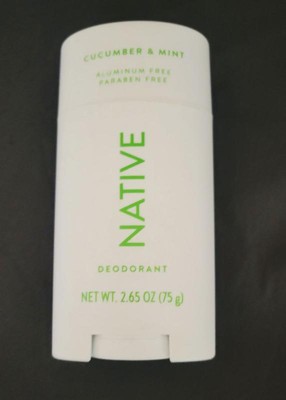 CUCUMBER & MINT
ALUMINUM FREE
PARABEN FREE
NATIVE
DEODORANT
NET WT. 2.65 OZ (75 g)